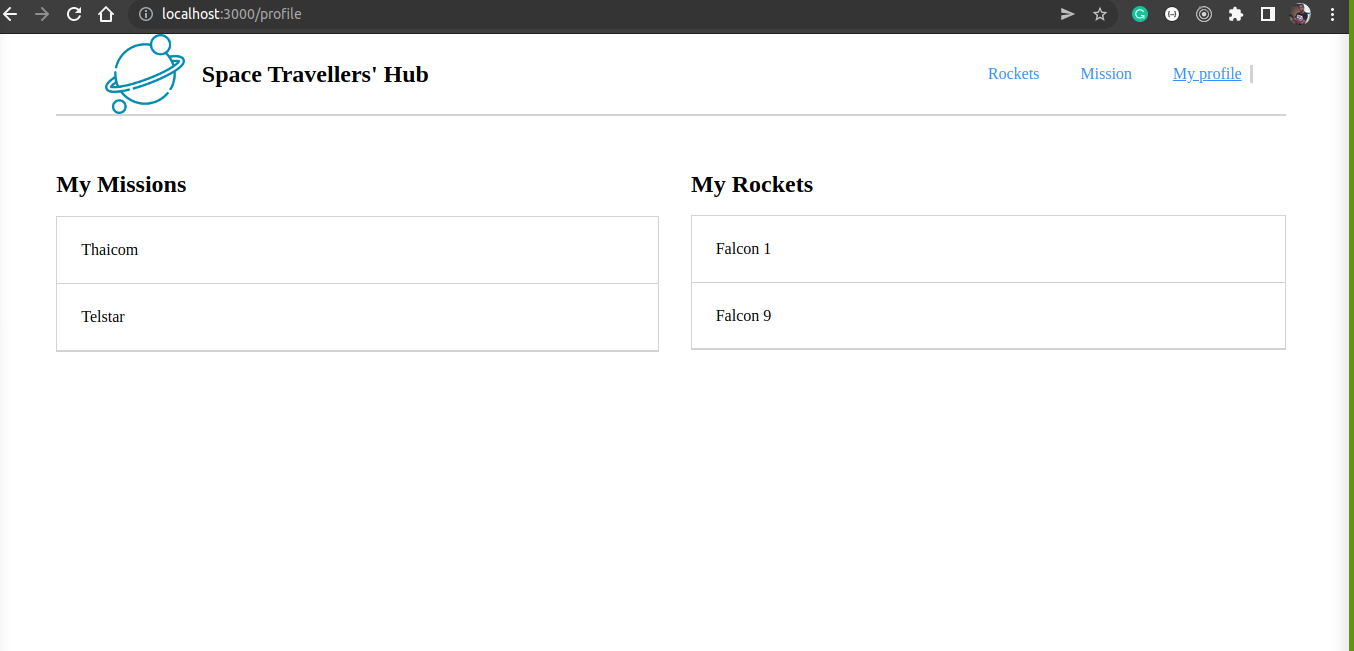 localhost:3000/profile
Space Travellers' Hub
Rockets Mission My profile
My Missions
Thaicom
Telstar
My Rockets
Falcon 1
Falcon 9